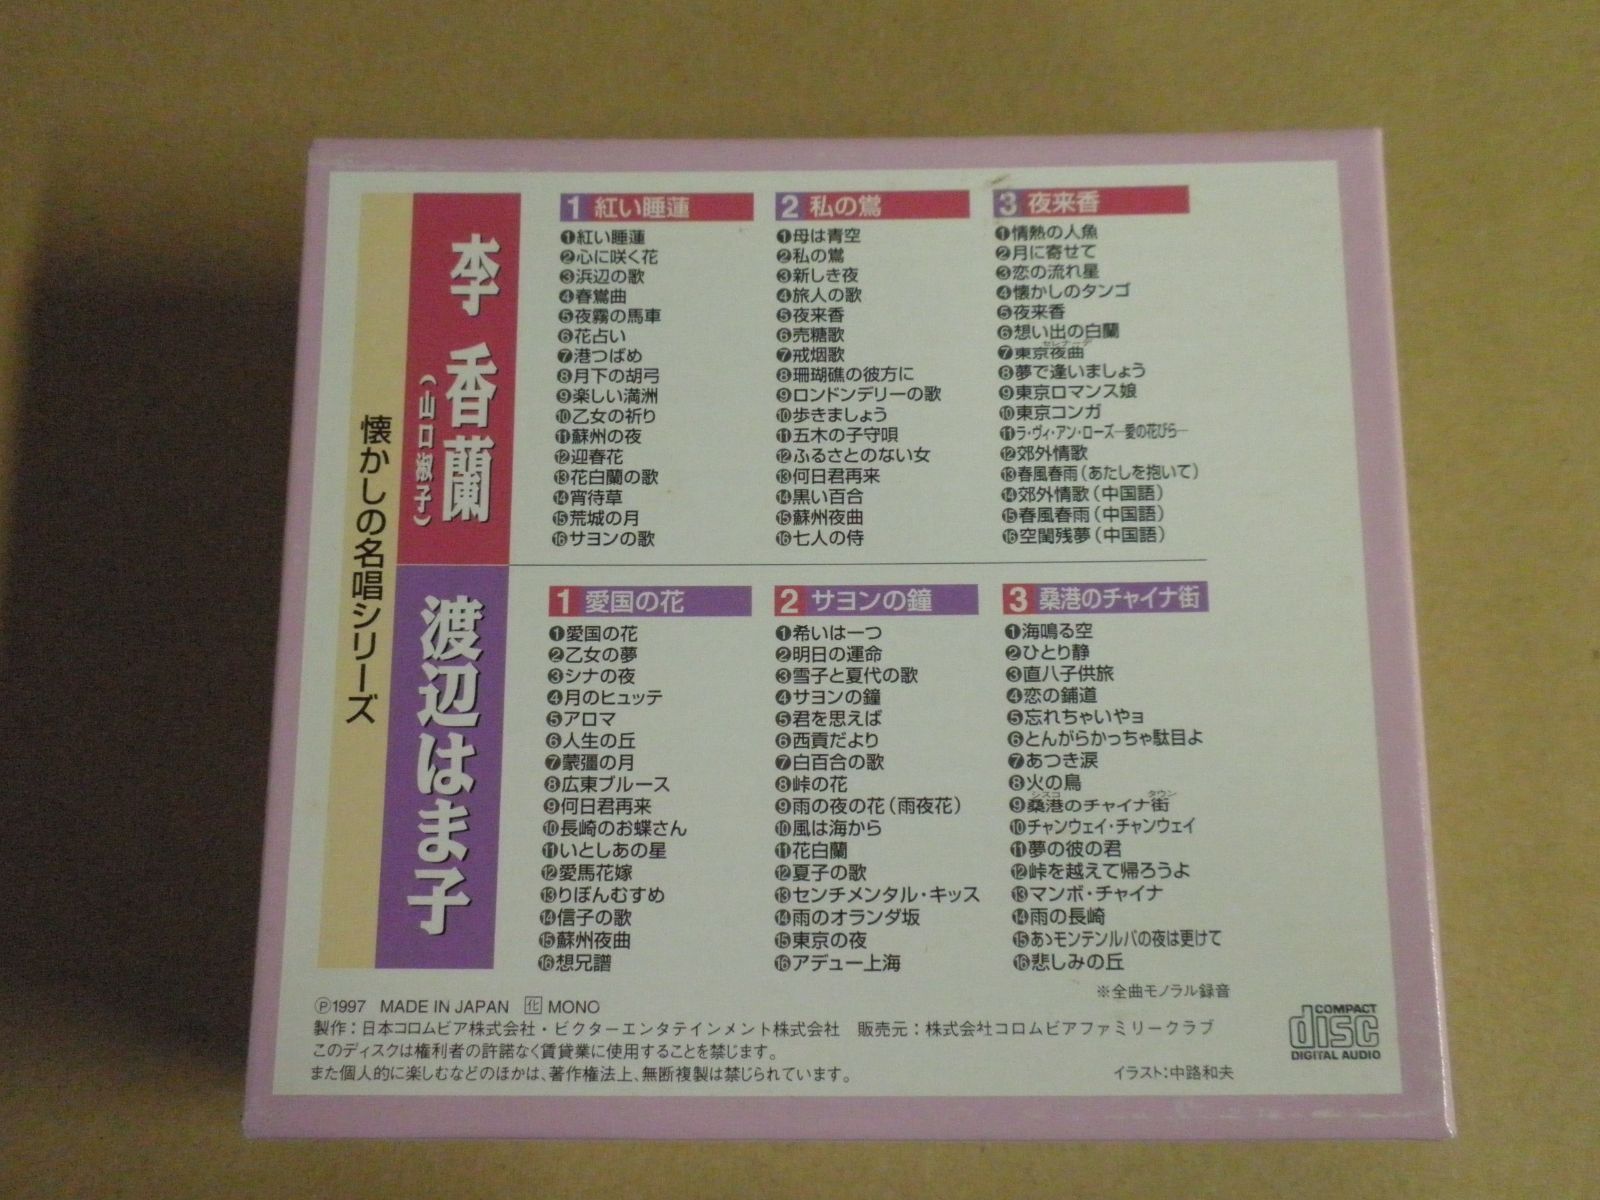 懐かしの名唱シリーズ
李 香蘭
(山口淑子)
1 紅い睡蓮
❶紅い睡蓮
❷心に咲く花
❸浜辺の歌
❹春鶯曲
❺夜霧の馬車
❻花占い
❼港つばめ
❽月下の胡弓
❾楽しい満洲
❿乙女の祈り
⓫蘇州の夜
⓬迎春花
⓭花白蘭の歌
⓮宵待草
⓯荒城の月
⓰サヨンの歌
2 私の鶯
❶母は青空
❷私の鶯
❸新しき夜
❹旅人の歌
❺夜来香
❻売糖歌
❼戒烟歌
❽珊瑚礁の彼方に
❾ロンドンデリーの歌
❿歩きましょう
⓫五木の子守唄
⓬ふるさとのない女
⓭何日君再来
⓮黒い百合
⓯蘇州夜曲
⓰七人の侍
3 夜来香
❶情熱の人魚
❷月に寄せて
❸恋の流れ星
❹懐かしのタンゴ
❺夜来香
❻想い出の白蘭
セレナーデ
❼東京夜曲
❽夢で逢いましょう
❾東京ロマンス娘
❿東京コンガ
⓫ラ・ヴィ・アン・ローズ─愛の花びら─
⓬郊外情歌
⓭春風春雨(あたしを抱いて)
⓮郊外情歌(中国語)
⓯春風春雨(中国語)
⓰空閨残夢(中国語)
渡辺はま子
1 愛国の花
❶愛国の花
❷乙女の夢
❸シナの夜
❹月のヒュッテ
❺アロマ
❻人生の丘
❼蒙彊の月
❽広東ブルース
❾何日君再来
❿長崎のお蝶さん
⓫いとしあの星
⓬愛馬花嫁
⓭りぼんむすめ
⓮信子の歌
⓯蘇州夜曲
⓰想兄譜
2 サヨンの鐘
❶希いは一つ
❷明日の運命
❸雪子と夏代の歌
❹サヨンの鐘
❺君を思えば
❻西貢だより
❼白百合の歌
❽峠の花
❾雨の夜の花(雨夜花)
❿風は海から
⓫花白蘭
⓬夏子の歌
⓭センチメンタル・キッス
⓮雨のオランダ坂
⓯東京の夜
⓰アデュー上海
3 桑港のチャイナ街
❶海鳴る空
❷ひとり静
❸直八子供旅
❹恋の鋪道
❺忘れちゃいやョ
❻とんがらかっちゃ駄目よ
❼あつき涙
❽火の鳥
シスコ タウン
❾桑港のチャイナ街
❿チャンウェイ・チャンウェイ
⓫夢の彼の君
⓬峠を越えて帰ろうよ
⓭マンボ・チャイナ
⓮雨の長崎
⓯あゝモンテンルパの夜は更けて
⓰悲しみの丘
※全曲モノラル録音
Ⓟ1997 MADE IN JAPAN 化 MONO
製作:日本コロムビア株式会社・ビクターエンタテインメント株式会社 販売元:株式会社コロムビアファミリークラブ
このディスクは権利者の許諾なく賃貸業に使用することを禁じます。
また個人的に楽しむなどのほかは、著作権法上、無断複製は禁じられています。
イラスト:中路和夫
COMPACT
disc
DIGITAL AUDIO